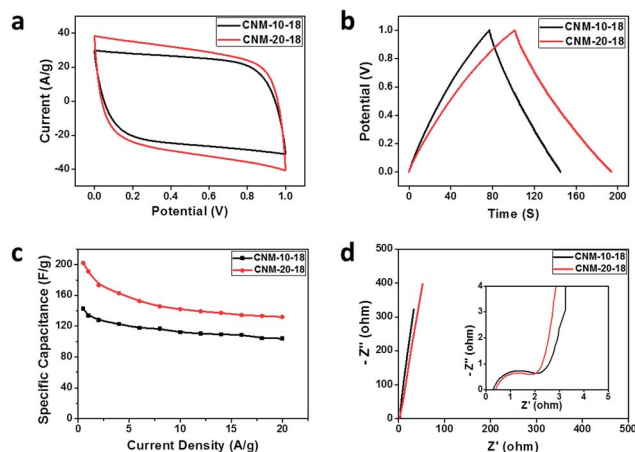 a
CNM-10-18
CNM-20-18
40
20
0
-20
-40
Current (A/g)
0.0 0.2 0.4 0.6 0.8 1.0
Potential (V)
b
CNM-10-18
CNM-20-18
1.0
0.8
0.6
0.4
0.2
0.0
Potential (V)
0 40 80 120 160 200
Time (S)
c
CNM-10-18
CNM-20-18
200
160
120
80
40
0
Specific Capacitance (F/g)
0 5 10 15 20
Current Density (A/g)
d
CNM-10-18
CNM-20-18
500
400
300
200
100
0
- Z'' (ohm)
0 100 200 300 400 500
Z' (ohm)
4
3
2
1
0
- Z'' (ohm)
0 1 2 3 4 5
Z' (ohm)